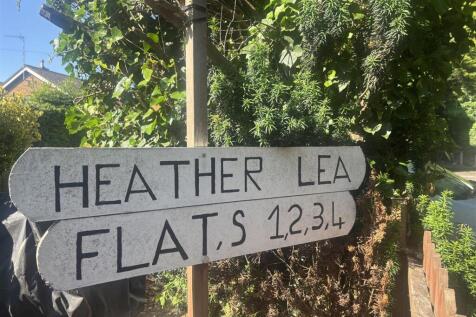 HEATHER LEA
FLAT,S 1,2,3,4